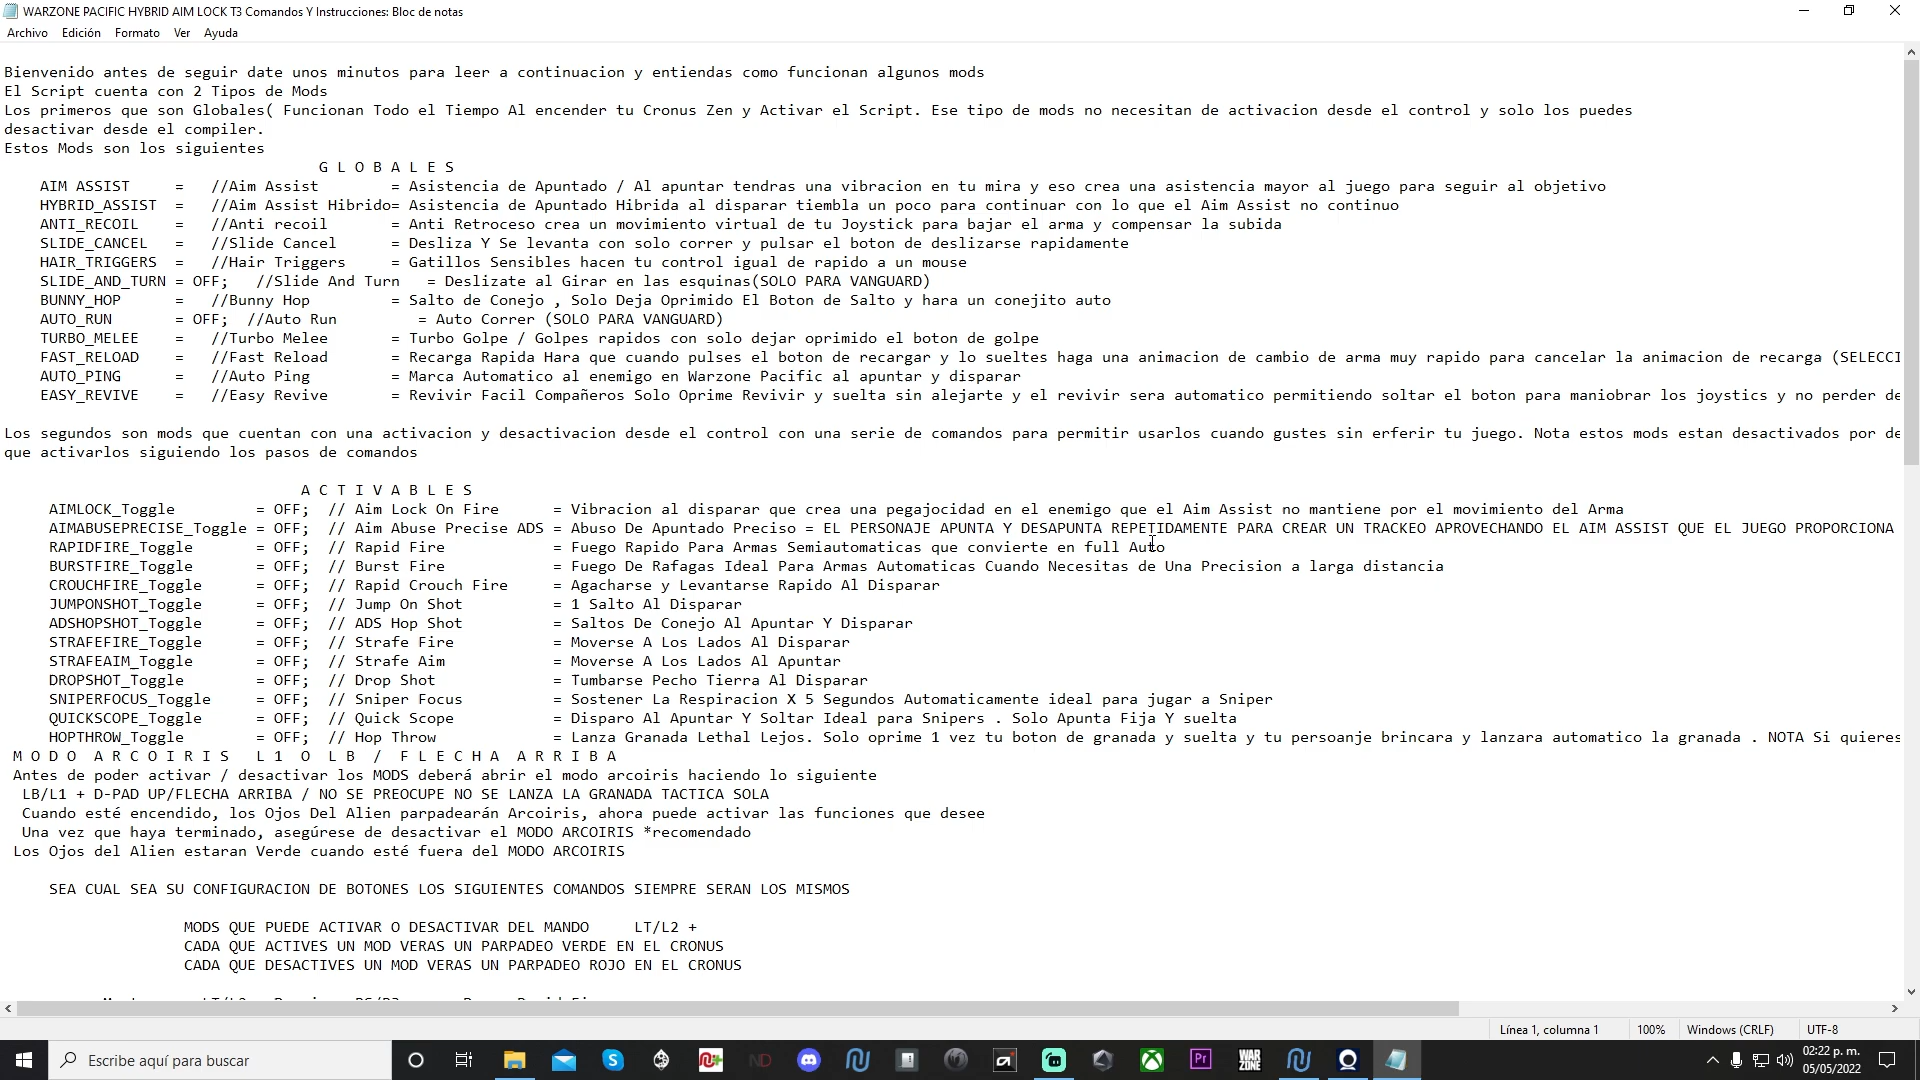 WARZONE PACIFIC HYBRID AIM LOCK T3 Comandos Y Instrucciones: Bloc de notas
Archivo Edición Formato Ver Ayuda
Bienvenido antes de seguir date unos minutos para leer a continuacion y entiendas como funcionan algunos mods
El Script cuenta con 2 Tipos de Mods
Los primeros que son Globales( Funcionan Todo el Tiempo Al encender tu Cronus Zen y Activar el Script. Ese tipo de mods no necesitan de activacion desde el control y solo los puedes
desactivar desde el compiler.
Estos Mods son los siguientes
G L O B A L E S
AIM ASSIST = //Aim Assist = Asistencia de Apuntado / Al apuntar tendras una vibracion en tu mira y eso crea una asistencia mayor al juego para seguir al objetivo
HYBRID_ASSIST = //Aim Assist Hibrido= Asistencia de Apuntado Hibrida al disparar tiembla un poco para continuar con lo que el Aim Assist no continuo
ANTI_RECOIL = //Anti recoil = Anti Retroceso crea un movimiento virtual de tu Joystick para bajar el arma y compensar la subida
SLIDE_CANCEL = //Slide Cancel = Desliza Y Se levanta con solo correr y pulsar el boton de deslizarse rapidamente
HAIR_TRIGGERS = //Hair Triggers = Gatillos Sensibles hacen tu control igual de rapido a un mouse
SLIDE_AND_TURN = OFF; //Slide And Turn = Deslizate al Girar en las esquinas(SOLO PARA VANGUARD)
BUNNY_HOP = //Bunny Hop = Salto de Conejo , Solo Deja Oprimido El Boton de Salto y hara un conejito auto
AUTO_RUN = OFF; //Auto Run = Auto Correr (SOLO PARA VANGUARD)
TURBO_MELEE = //Turbo Melee = Turbo Golpe / Golpes rapidos con solo dejar oprimido el boton de golpe
FAST_RELOAD = //Fast Reload = Recarga Rapida Hara que cuando pulses el boton de recargar y lo sueltes haga una animacion de cambio de arma muy rapido para cancelar la animacion de recarga (SELECCI
AUTO_PING = //Auto Ping = Marca Automatico al enemigo en Warzone Pacific al apuntar y disparar
EASY_REVIVE = //Easy Revive = Revivir Facil Compañeros Solo Oprime Revivir y suelta sin alejarte y el revivir sera automatico permitiendo soltar el boton para maniobrar los joystics y no perder de
Los segundos son mods que cuentan con una activacion y desactivacion desde el control con una serie de comandos para permitir usarlos cuando gustes sin erferir tu juego. Nota estos mods estan desactivados por de
que activarlos siguiendo los pasos de comandos
A C T I V A B L E S
AIMLOCK_Toggle = OFF; // Aim Lock On Fire = Vibracion al disparar que crea una pegajocidad en el enemigo que el Aim Assist no mantiene por el movimiento del Arma
AIMABUSEPRECISE_Toggle = OFF; // Aim Abuse Precise ADS = Abuso De Apuntado Preciso = EL PERSONAJE APUNTA Y DESAPUNTA REPETIDAMENTE PARA CREAR UN TRACKEO APROVECHANDO EL AIM ASSIST QUE EL JUEGO PROPORCIONA
RAPIDFIRE_Toggle = OFF; // Rapid Fire = Fuego Rapido Para Armas Semiautomaticas que convierte en full Auto
BURSTFIRE_Toggle = OFF; // Burst Fire = Fuego De Rafagas Ideal Para Armas Automaticas Cuando Necesitas de Una Precision a larga distancia
CROUCHFIRE_Toggle = OFF; // Rapid Crouch Fire = Agacharse y Levantarse Rapido Al Disparar
JUMPONSHOT_Toggle = OFF; // Jump On Shot = 1 Salto Al Disparar
ADSHOPSHOT_Toggle = OFF; // ADS Hop Shot = Saltos De Conejo Al Apuntar Y Disparar
STRAFEFIRE_Toggle = OFF; // Strafe Fire = Moverse A Los Lados Al Disparar
STRAFEAIM_Toggle = OFF; // Strafe Aim = Moverse A Los Lados Al Apuntar
DROPSHOT_Toggle = OFF; // Drop Shot = Tumbarse Pecho Tierra Al Disparar
SNIPERFOCUS_Toggle = OFF; // Sniper Focus = Sostener La Respiracion X 5 Segundos Automaticamente ideal para jugar a Sniper
QUICKSCOPE_Toggle = OFF; // Quick Scope = Disparo Al Apuntar Y Soltar Ideal para Snipers . Solo Apunta Fija Y suelta
HOPTHROW_Toggle = OFF; // Hop Throw = Lanza Granada Lethal Lejos. Solo oprime 1 vez tu boton de granada y suelta y tu persoanje brincara y lanzara automatico la granada . NOTA Si quieres
M O D O A R C O I R I S L 1 O L B / F L E C H A A R R I B A
Antes de poder activar / desactivar los MODS deberá abrir el modo arcoiris haciendo lo siguiente
LB/L1 + D-PAD UP/FLECHA ARRIBA / NO SE PREOCUPE NO SE LANZA LA GRANADA TACTICA SOLA
Cuando esté encendido, los Ojos Del Alien parpadearán Arcoiris, ahora puede activar las funciones que desee
Una vez que haya terminado, asegúrese de desactivar el MODO ARCOIRIS *recomendado
Los Ojos del Alien estaran Verde cuando esté fuera del MODO ARCOIRIS
SEA CUAL SEA SU CONFIGURACION DE BOTONES LOS SIGUIENTES COMANDOS SIEMPRE SERAN LOS MISMOS
MODS QUE PUEDE ACTIVAR O DESACTIVAR DEL MANDO LT/L2 +
CADA QUE ACTIVES UN MOD VERAS UN PARPADEO VERDE EN EL CRONUS
CADA QUE DESACTIVES UN MOD VERAS UN PARPADEO ROJO EN EL CRONUS
Línea 1, columna 1 100% Windows (CRLF) UTF-8
Escribe aquí para buscar
ND
Pr
WAR
ZONE
02:22 p. m.
05/05/2022